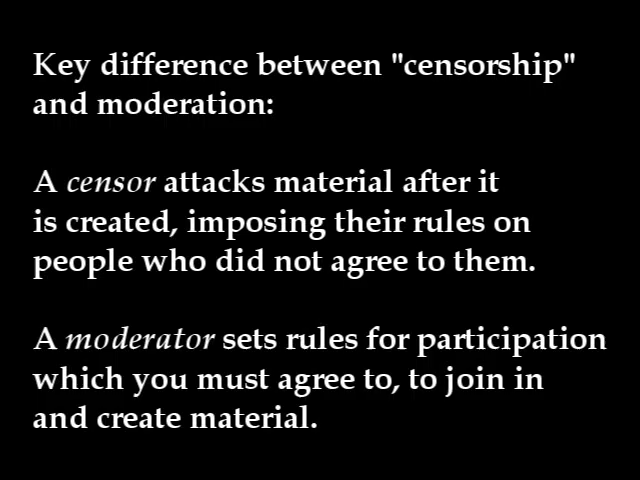 Key difference between "censorship"
and moderation:
A censor attacks material after it
is created, imposing their rules on
people who did not agree to them.
A moderator sets rules for participation
which you must agree to, to join in
and create material.